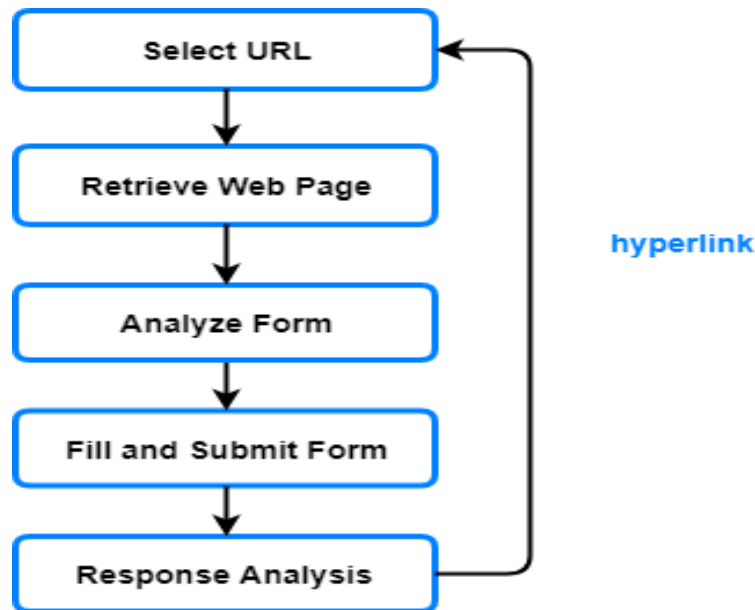 Select URL
Retrieve Web Page
hyperlink
Analyze Form
Fill and Submit Form
Response Analysis